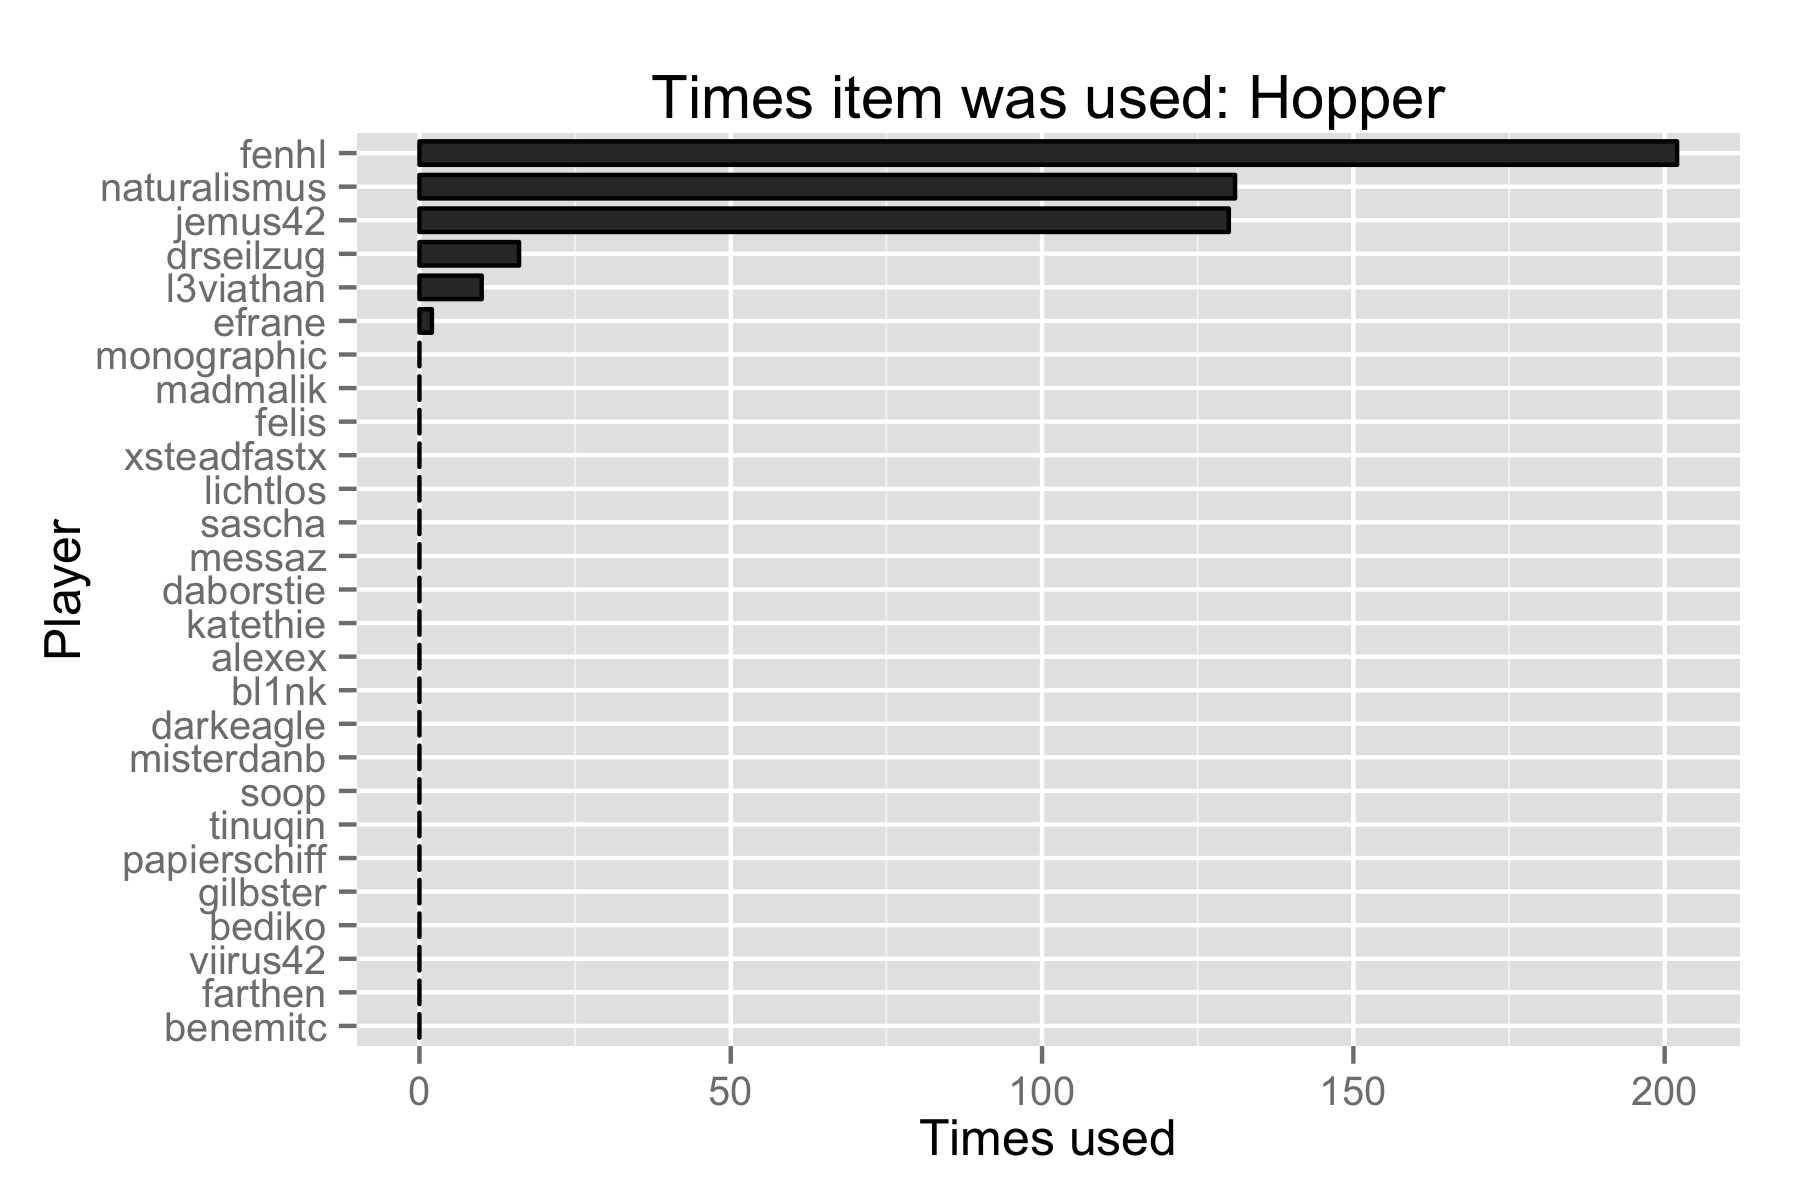 Times item was used: Hopper
fenhl
naturalismus
jemus42
drseilzug
l3viathan
efrane
monographic
madmalik
felis
xsteadfastx
lichtlos
sascha
messaz
daborstie
katethie
alexex
bl1nk
darkeagle
misterdanb
soop
tinuqin
papierschiff
gilbster
bediko
viirus42
farthen
benemitc
Player
0 50 100 150 200
Times used